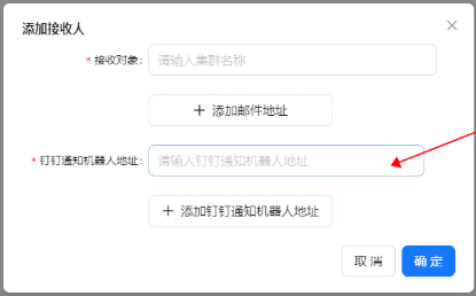 添加接收人
* 接收对象: 请输入集群名称
+ 添加邮件地址
* 钉钉通知机器人地址: 请输入钉钉通知机器人地址
+ 添加钉钉通知机器人地址
取消 确定